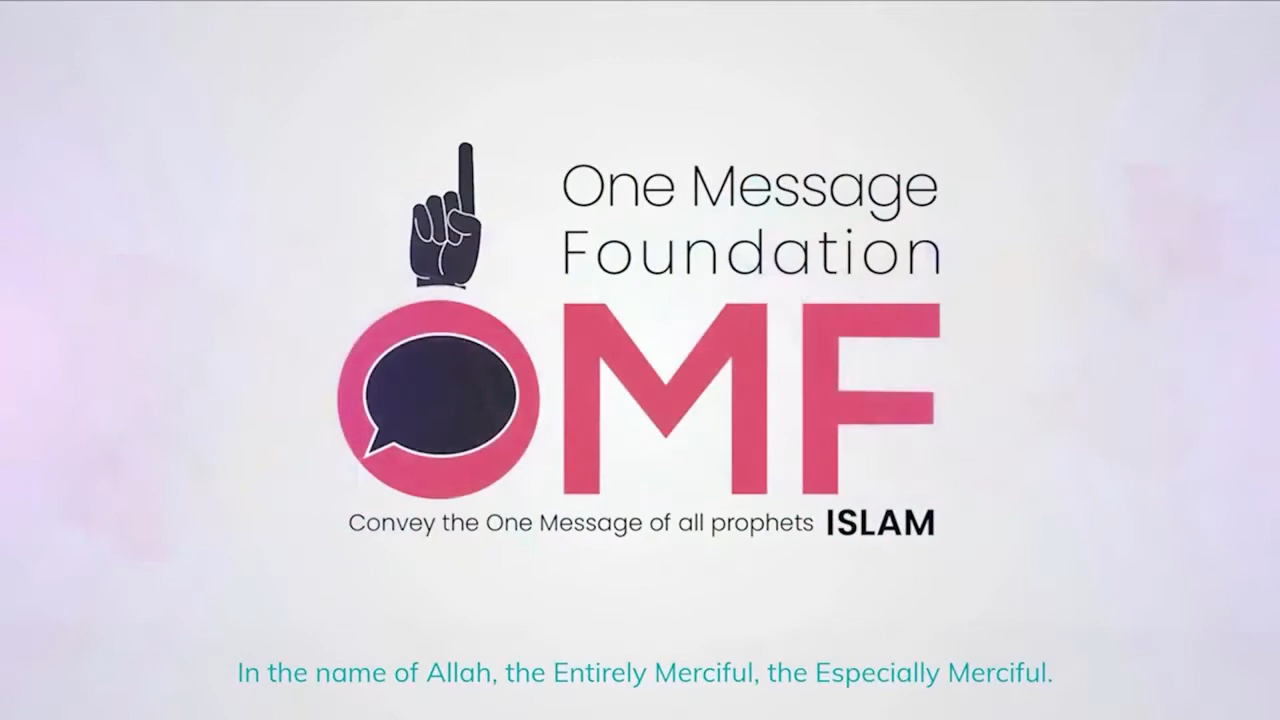 One Message
Foundation
OMF
Convey the One Message of all prophets ISLAM
In the name of Allah, the Entirely Merciful, the Especially Merciful.